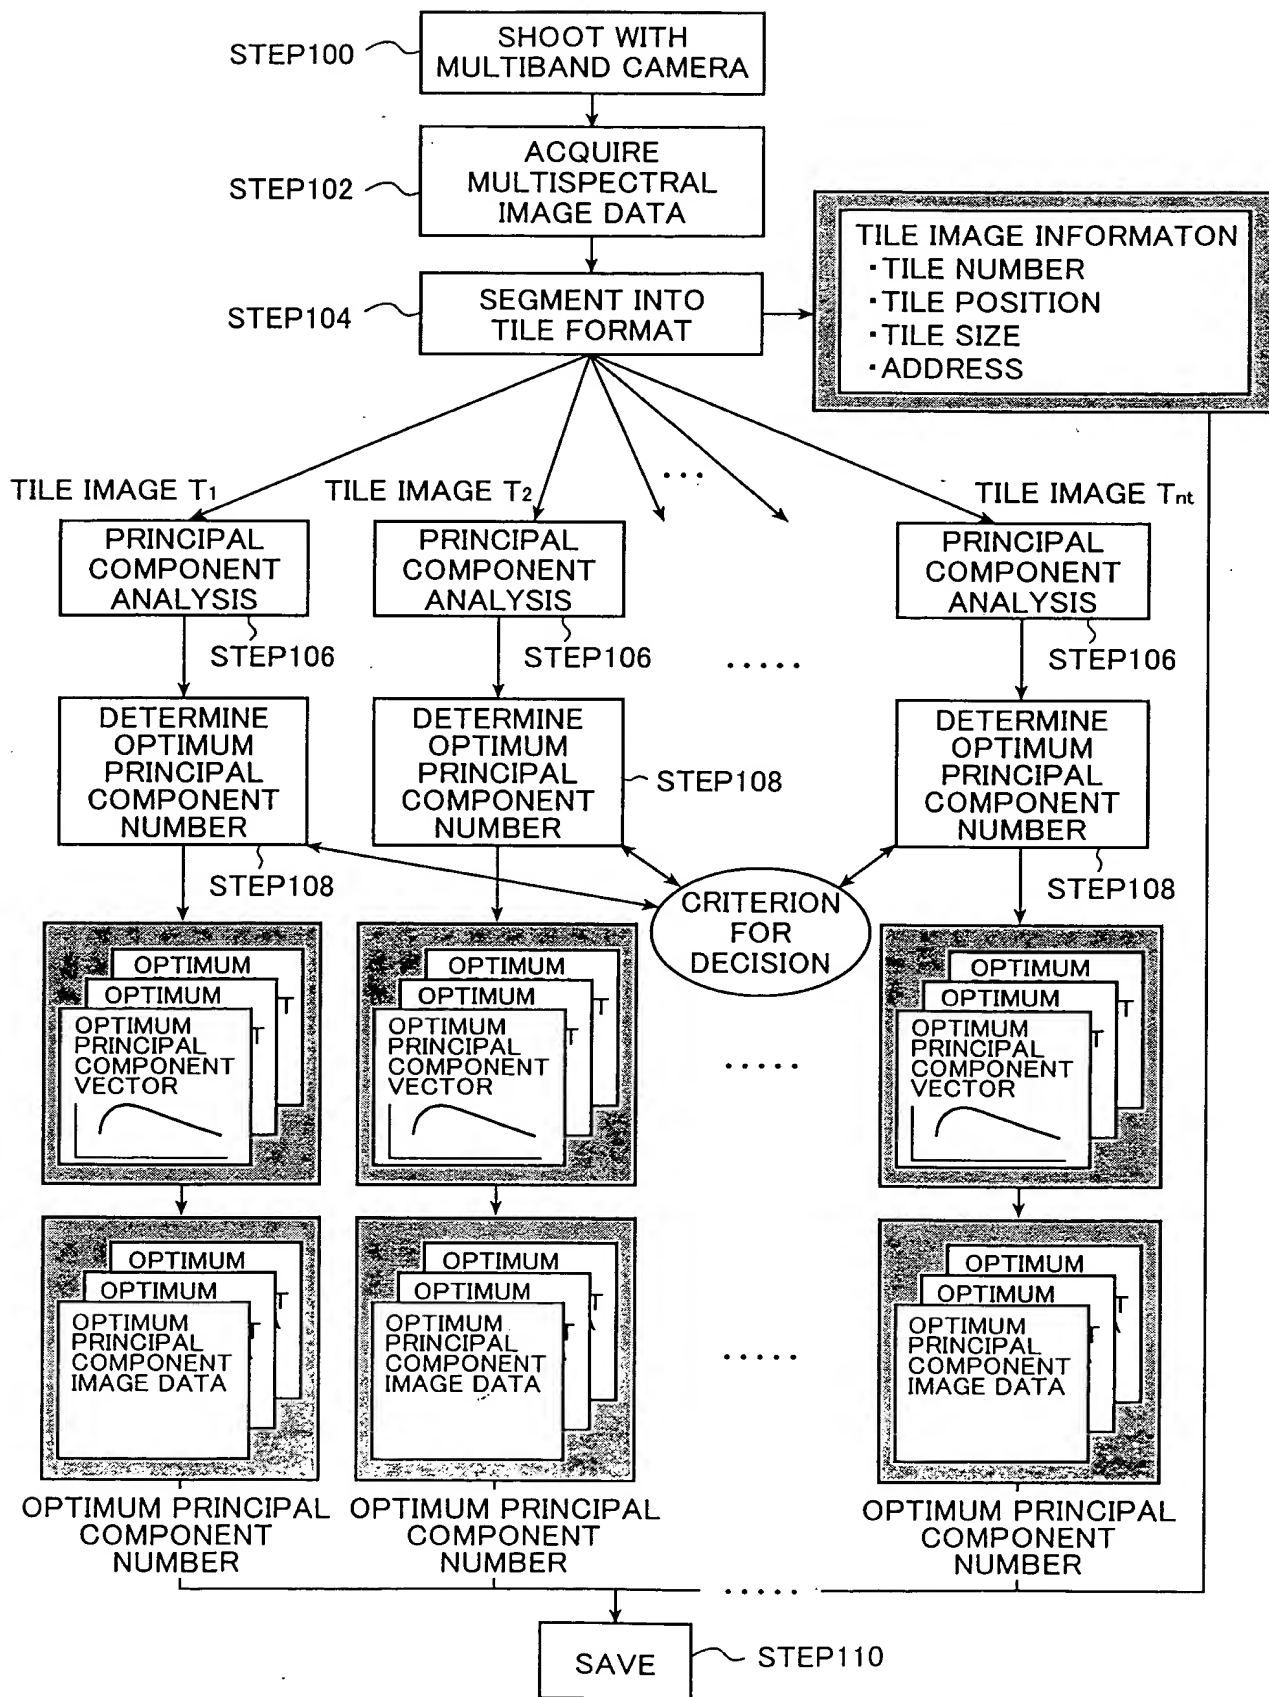 STEP100
SHOOT WITH
MULTIBAND CAMERA
STEP102
ACQUIRE
MULTISPECTRAL
IMAGE DATA
STEP104
SEGMENT INTO
TILE FORMAT
TILE IMAGE INFORMATON
・TILE NUMBER
・TILE POSITION
・TILE SIZE
・ADDRESS
...
TILE IMAGE T1
TILE IMAGE T2
TILE IMAGE Tnt
PRINCIPAL
COMPONENT
ANALYSIS
PRINCIPAL
COMPONENT
ANALYSIS
PRINCIPAL
COMPONENT
ANALYSIS
STEP106
STEP106
.....
STEP106
DETERMINE
OPTIMUM
PRINCIPAL
COMPONENT
NUMBER
DETERMINE
OPTIMUM
PRINCIPAL
COMPONENT
NUMBER
STEP108
DETERMINE
OPTIMUM
PRINCIPAL
COMPONENT
NUMBER
STEP108
CRITERION
FOR
DECISION
STEP108
OPTIMUM
OPTIMUM
T
T
OPTIMUM
PRINCIPAL
COMPONENT
VECTOR
OPTIMUM
OPTIMUM
T
T
OPTIMUM
PRINCIPAL
COMPONENT
VECTOR
.....
OPTIMUM
OPTIMUM
T
T
OPTIMUM
PRINCIPAL
COMPONENT
VECTOR
OPTIMUM
OPTIMUM
T
T
OPTIMUM
PRINCIPAL
COMPONENT
IMAGE DATA
OPTIMUM
OPTIMUM
T
T
OPTIMUM
PRINCIPAL
COMPONENT
IMAGE DATA
.....
OPTIMUM
OPTIMUM
T
T
OPTIMUM
PRINCIPAL
COMPONENT
IMAGE DATA
OPTIMUM PRINCIPAL
COMPONENT
NUMBER
OPTIMUM PRINCIPAL
COMPONENT
NUMBER
OPTIMUM PRINCIPAL
COMPONENT
NUMBER
.....
SAVE
STEP110